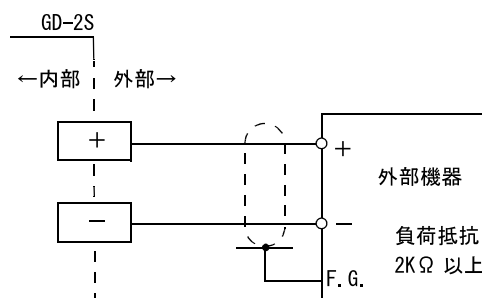 GD-2S
←内部 外部→
+
+
外部機器
−
−
負荷抵抗
2KΩ 以上
F.G.